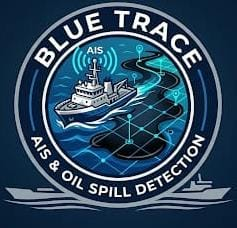 BLUE TRACE
AIS
AIS & OIL SPILL DETECTION